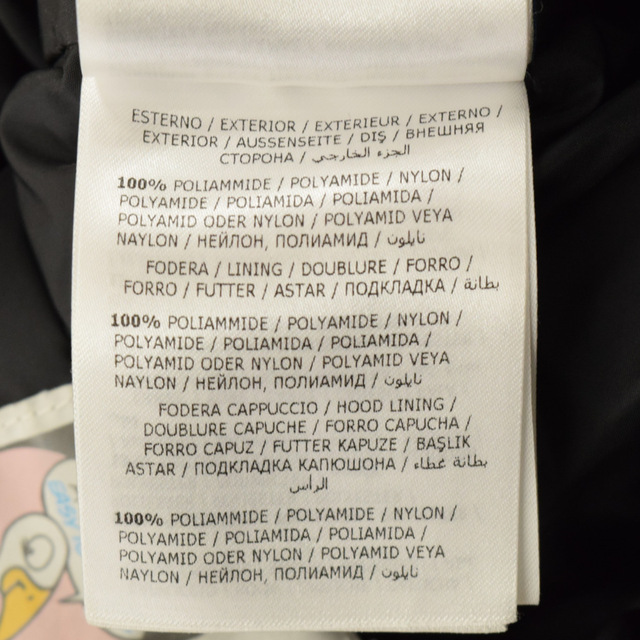 ESTERNO / EXTERIOR / EXTERIEUR / EXTERNO /
EXTERIOR / AUSSENSEITE / DIŞ / ВНЕШНЯЯ
СТОРОНА / الجزء الخارجي
100% POLIAMMIDE / POLYAMIDE / NYLON /
POLYAMIDE / POLIAMIDA / POLIAMIDA /
POLYAMID ODER NYLON / POLYAMID VEYA
NAYLON / НЕЙЛОН, ПОЛИАМИД / نايلون
FODERA / LINING / DOUBLURE / FORRO /
FORRO / FUTTER / ASTAR / ПОДКЛАДКА / بطانة
100% POLIAMMIDE / POLYAMIDE / NYLON /
POLYAMIDE / POLIAMIDA / POLIAMIDA /
POLYAMID ODER NYLON / POLYAMID VEYA
NAYLON / НЕЙЛОН, ПОЛИАМИД / نايلون
FODERA CAPPUCCIO / HOOD LINING /
DOUBLURE CAPUCHE / FORRO CAPUCHA /
FORRO CAPUZ / FUTTER KAPUZE / BAŞLIK
ASTAR / ПОДКЛАДКА КАПЮШОНА / بطانة غطاء
الرأس
100% POLIAMMIDE / POLYAMIDE / NYLON /
POLYAMIDE / POLIAMIDA / POLIAMIDA /
POLYAMID ODER NYLON / POLYAMID VEYA
NAYLON / НЕЙЛОН, ПОЛИАМИД / نايلون